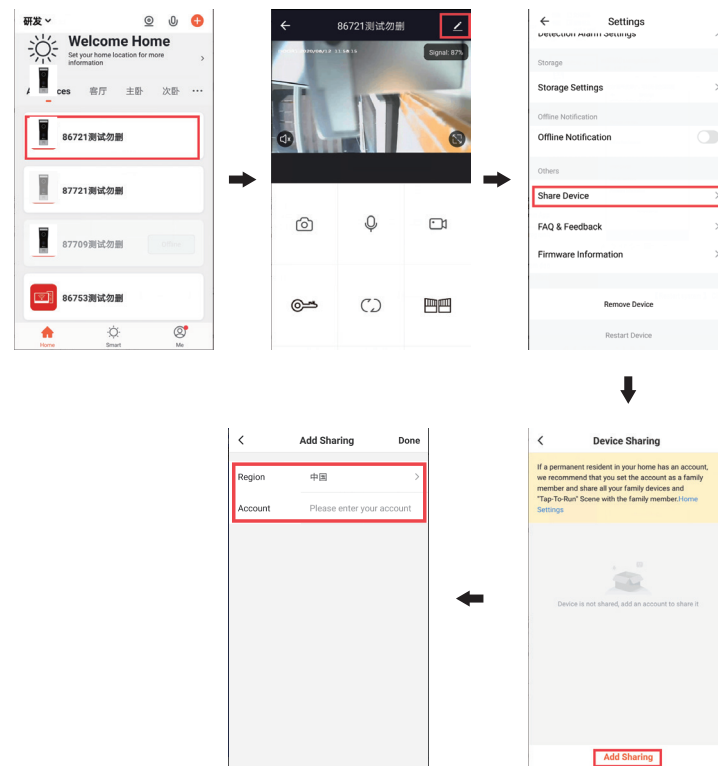 研发
Welcome Home
Set your home location for more
information
ces 客厅 主卧 次卧 ...
86721测试勿删
87721测试勿删
87709测试勿删
Offline
86753测试勿删
Home Smart Me
86721测试勿删
Signal: 87%
Settings
Detection Alarm Settings
Storage
Storage Settings
Offline Notification
Offline Notification
Others
Share Device
FAQ & Feedback
Firmware Information
Remove Device
Restart Device
Add Sharing Done
Region 中国
Account Please enter your account
Device Sharing
If a permanent resident in your home has an account,
we recommend that you set the account as a family
member and share all your family devices and
"Tap-To-Run" Scene with the family member.Home
Settings
Device is not shared, add an account to share it
Add Sharing